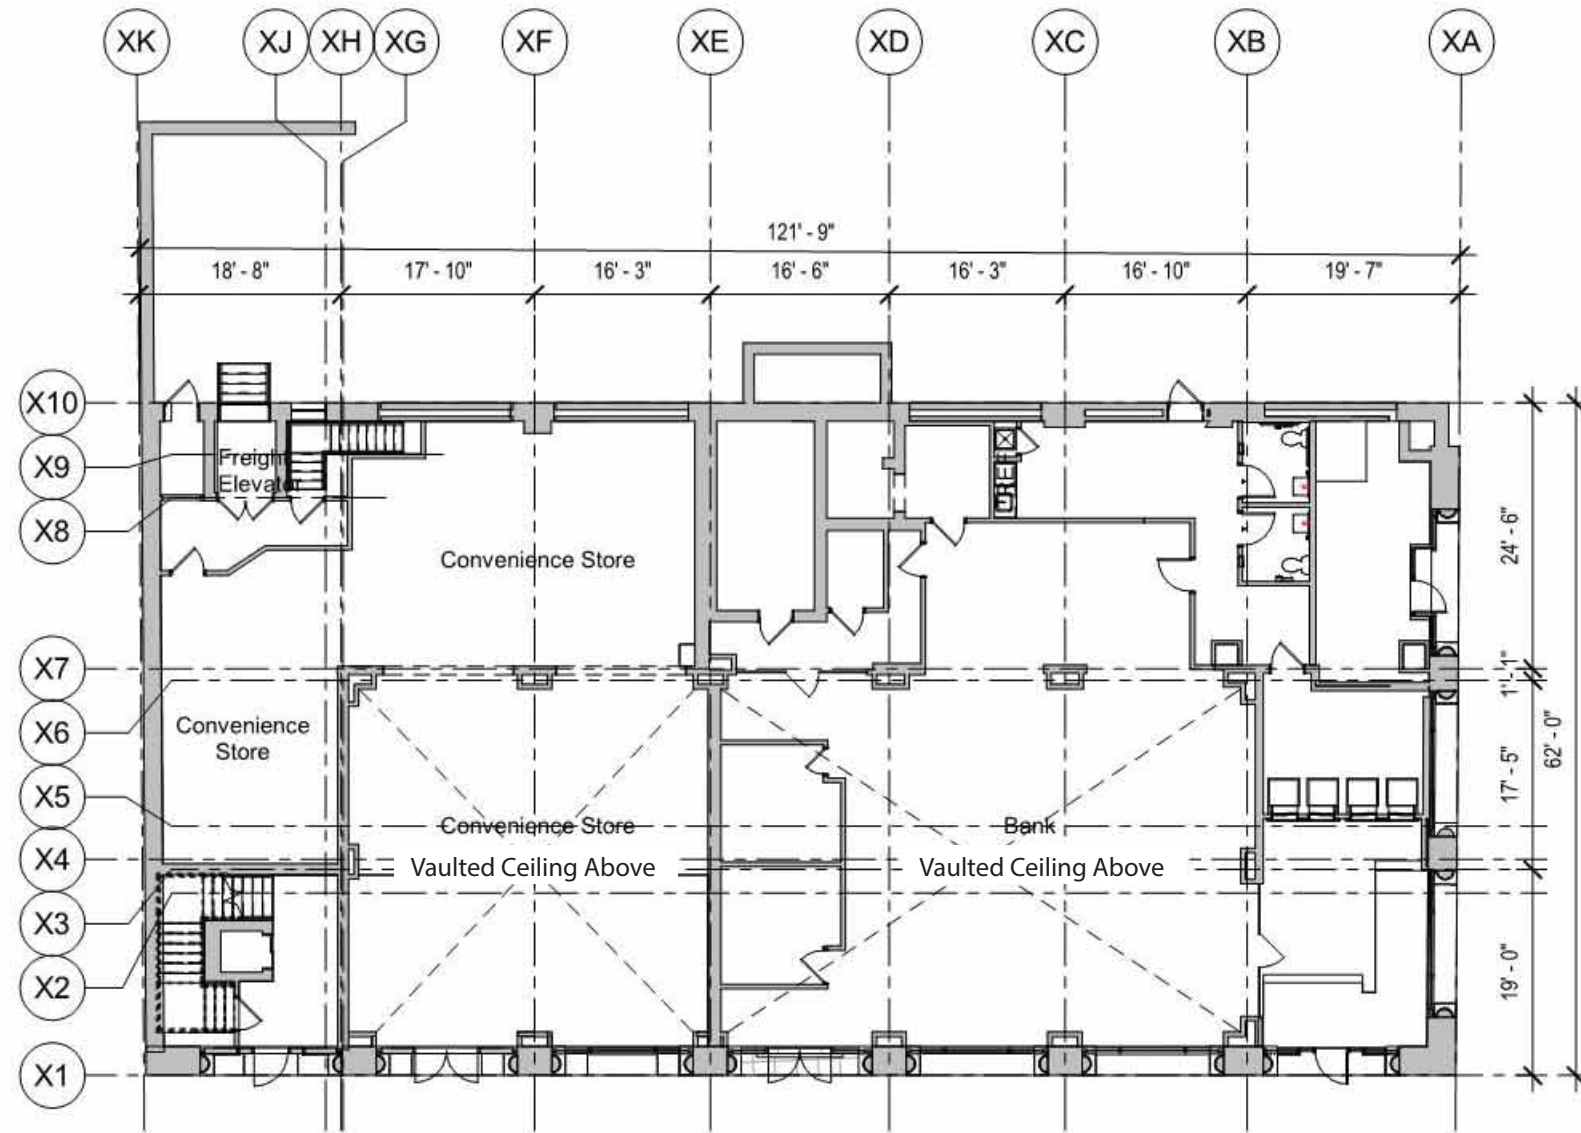 XK XJ XH XG XF XE XD XC XB XA
121' - 9"
18' - 8" 17' - 10" 16' - 3" 16' - 6" 16' - 3" 16' - 10" 19' - 7"
X10
X9
X8
X7
X6
X5
X4
X3
X2
X1
Freight
Elevator
Convenience Store
Convenience
Store
Convenience Store
Vaulted Ceiling Above
Bank
Vaulted Ceiling Above
24' - 6"
1' - 1"
17' - 5"
62' - 0"
19' - 0"